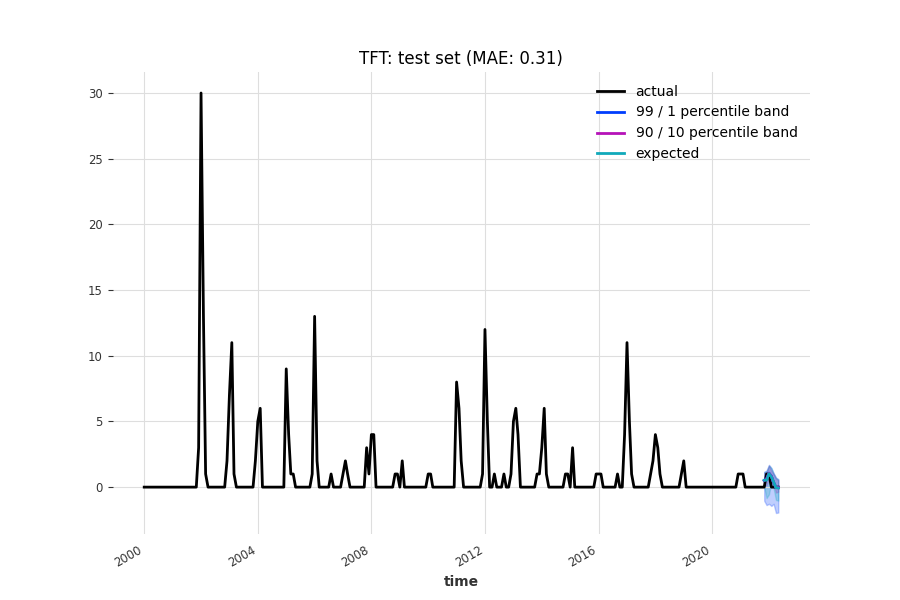 TFT: test set (MAE: 0.31)
actual
99 / 1 percentile band
90 / 10 percentile band
expected
30
25
20
15
10
5
0
2000
2004
2008
2012
2016
2020
time